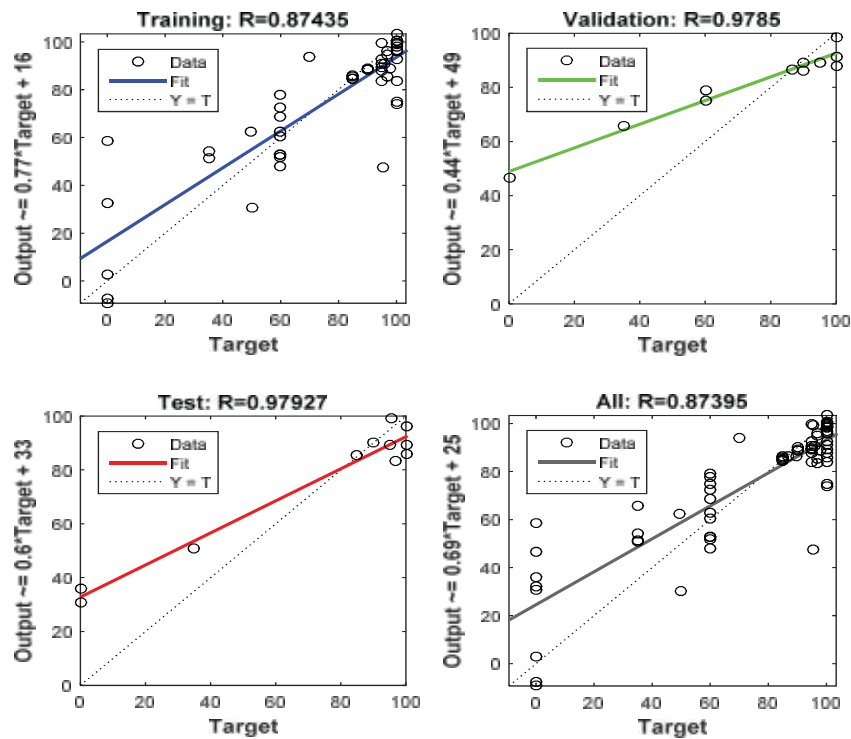 Training: R=0.87435
Output ~= 0.77*Target + 16
100
80
60
40
20
0
Data
Fit
Y = T
0
20
40
60
80
100
Target
Validation: R=0.9785
Output ~= 0.44*Target + 49
100
80
60
40
20
0
Data
Fit
Y = T
0
20
40
60
80
100
Target
Test: R=0.97927
Output ~= 0.6*Target + 33
100
80
60
40
20
0
Data
Fit
Y = T
0
20
40
60
80
100
Target
All: R=0.87395
Output ~= 0.69*Target + 25
100
80
60
40
20
0
Data
Fit
Y = T
0
20
40
60
80
100
Target